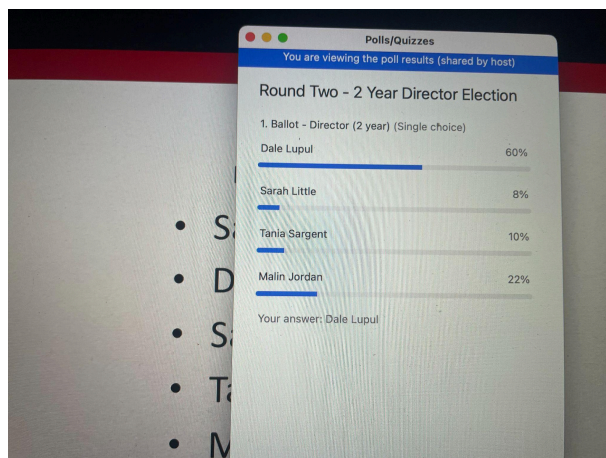 Polls/Quizzes
You are viewing the poll results (shared by host)
Round Two - 2 Year Director Election
1. Ballot - Director (2 year) (Single choice)
Dale Lupul 60%
Sarah Little 8%
Tania Sargent 10%
Malin Jordan 22%
Your answer: Dale Lupul